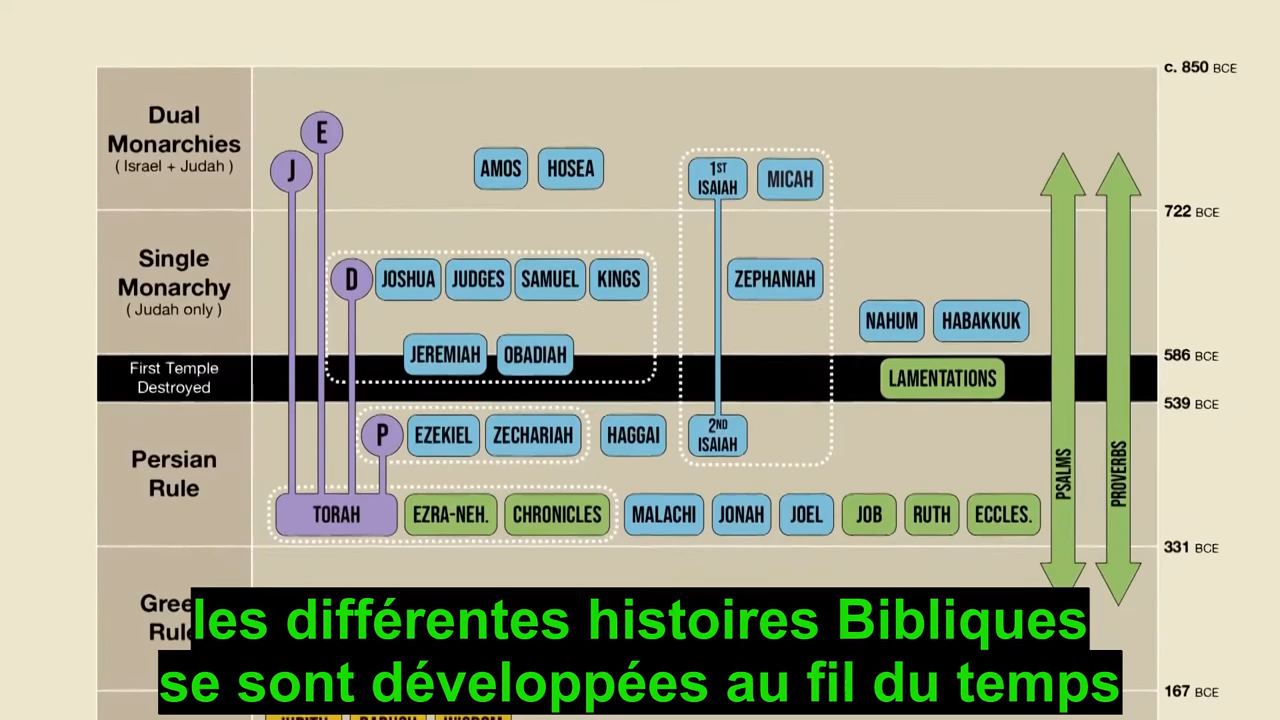 c. 850 BCE
Dual
Monarchies
( Israel + Judah )
E
J
AMOS
HOSEA
1ST
ISAIAH
MICAH
722 BCE
Single
Monarchy
( Judah only )
D
JOSHUA
JUDGES
SAMUEL
KINGS
ZEPHANIAH
NAHUM
HABAKKUK
JEREMIAH
OBADIAH
586 BCE
First Temple
Destroyed
LAMENTATIONS
539 BCE
Persian
Rule
P
EZEKIEL
ZECHARIAH
HAGGAI
2ND
ISAIAH
PSALMS
PROVERBS
TORAH
EZRA-NEH.
CHRONICLES
MALACHI
JONAH
JOEL
JOB
RUTH
ECCLES.
331 BCE
les différentes histoires Bibliques
se sont développées au fil du temps
167 BCE
JUDITH
BARUCH
WISDOM